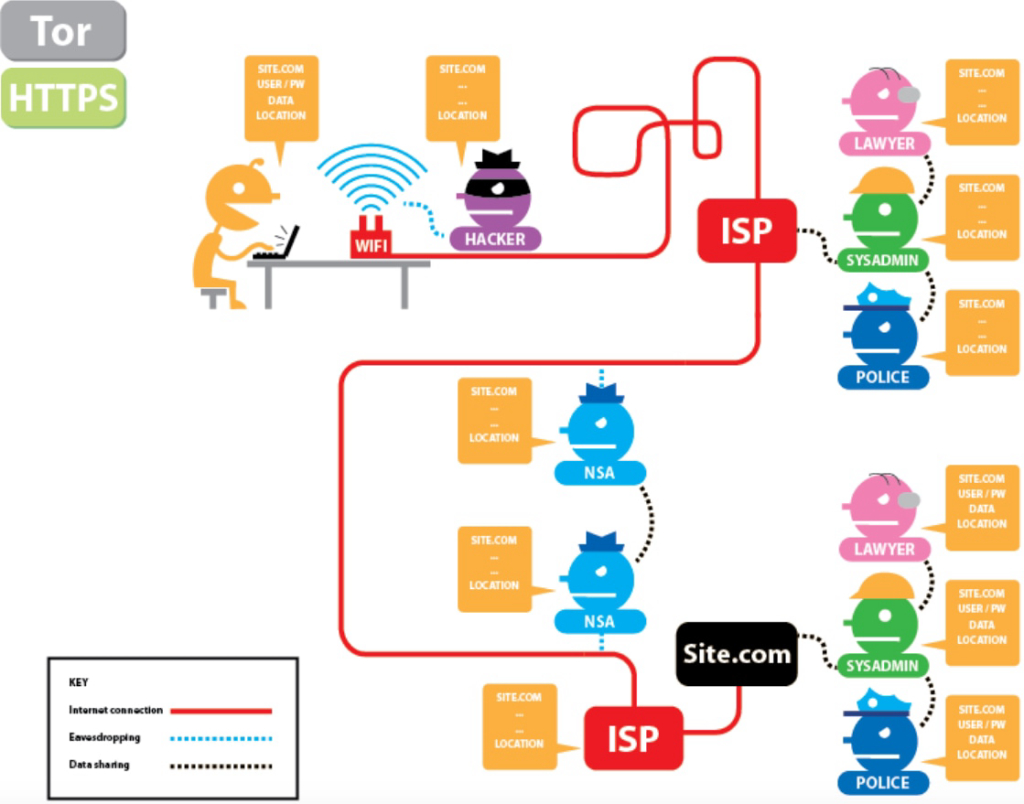 Tor
HTTPS
SITE.COM
USER / PW
DATA
LOCATION
SITE.COM
...
...
LOCATION
WIFI
HACKER
ISP
SITE.COM
...
...
LOCATION
LAWYER
SITE.COM
...
...
LOCATION
SYSADMIN
SITE.COM
...
...
LOCATION
POLICE
SITE.COM
...
...
LOCATION
NSA
SITE.COM
...
...
LOCATION
NSA
SITE.COM
USER / PW
DATA
LOCATION
LAWYER
SITE.COM
USER / PW
DATA
LOCATION
SYSADMIN
SITE.COM
USER / PW
DATA
LOCATION
POLICE
Site.com
SITE.COM
...
...
LOCATION
ISP
KEY
Internet connection
Eavesdropping
Data sharing